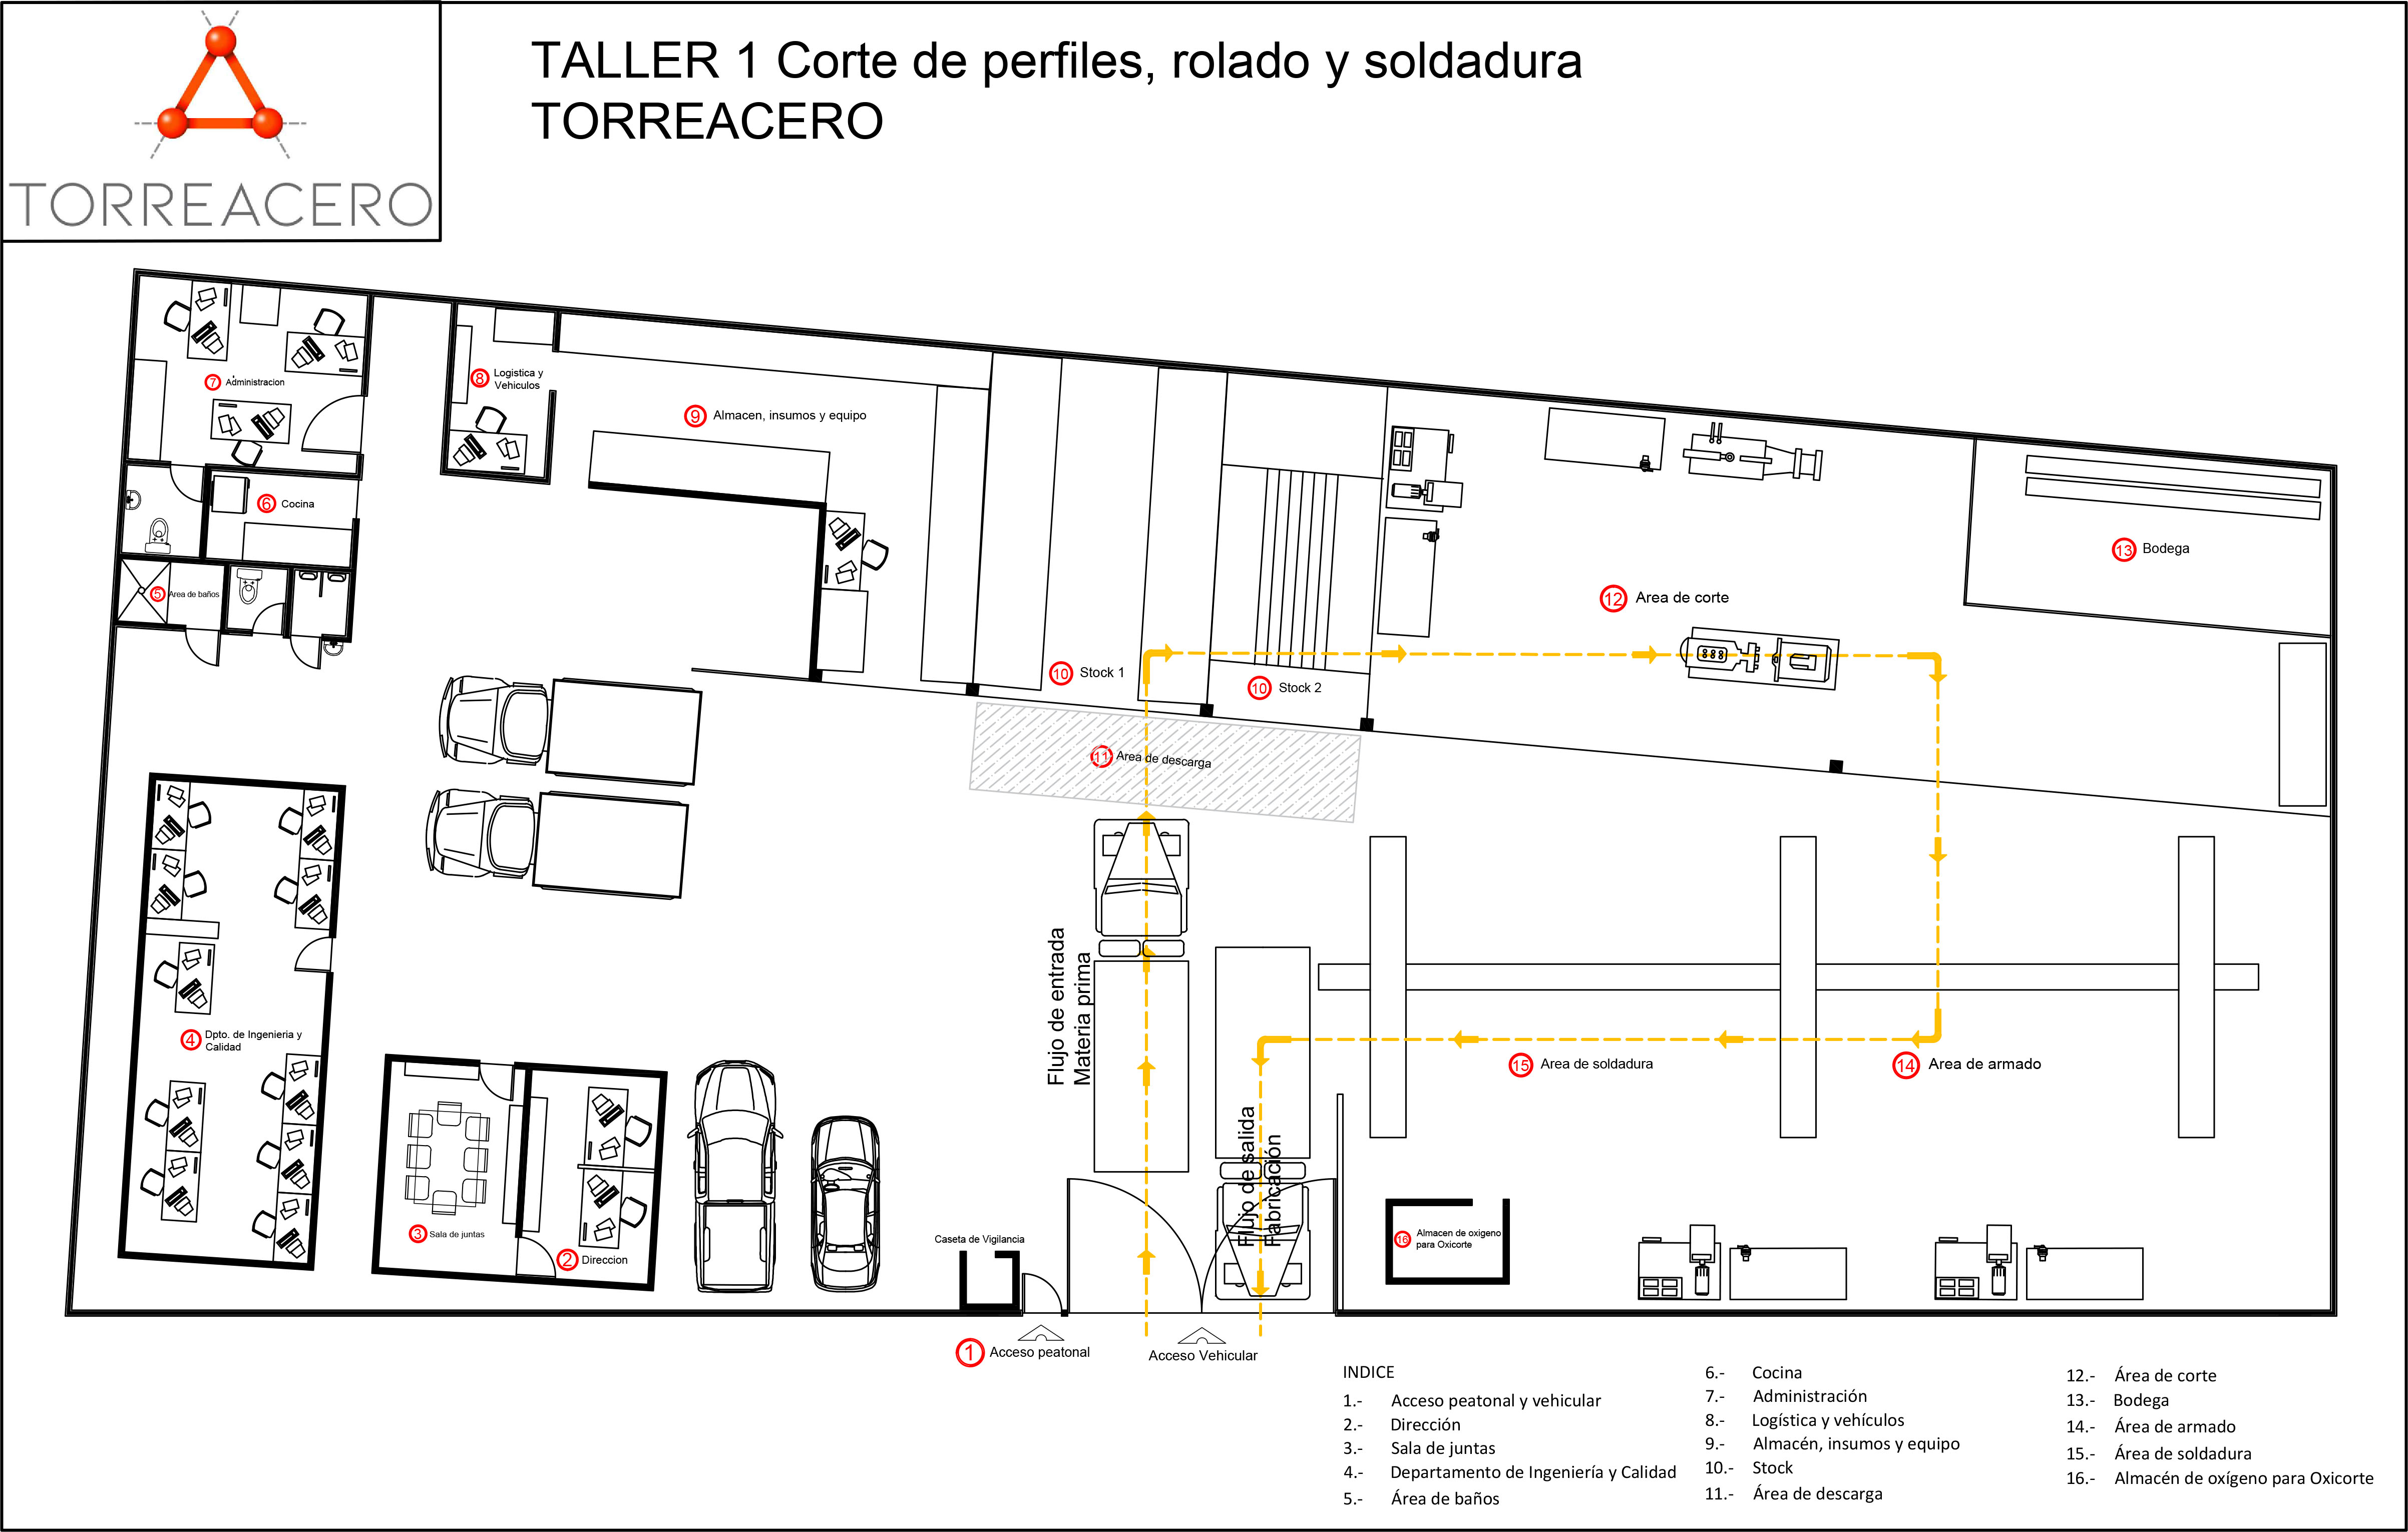 TORREACERO
TALLER 1 Corte de perfiles, rolado y soldadura
TORREACERO
7 Administracion
8 Logistica y
Vehiculos
9 Almacen, insumos y equipo
6 Cocina
5 Area de baños
13 Bodega
12 Area de corte
10 Stock 1
10 Stock 2
11 Area de descarga
4 Dpto. de Ingenieria y
Calidad
Flujo de entrada
Materia prima
15 Area de soldadura
14 Area de armado
Flujo de salida
Fabricación
3 Sala de juntas
2 Direccion
Caseta de Vigilancia
16 Almacen de oxigeno
para Oxicorte
1 Acceso peatonal
Acceso Vehicular
INDICE
1.- Acceso peatonal y vehicular
2.- Dirección
3.- Sala de juntas
4.- Departamento de Ingeniería y Calidad
5.- Área de baños
6.- Cocina
7.- Administración
8.- Logística y vehículos
9.- Almacén, insumos y equipo
10.- Stock
11.- Área de descarga
12.- Área de corte
13.- Bodega
14.- Área de armado
15.- Área de soldadura
16.- Almacén de oxígeno para Oxicorte